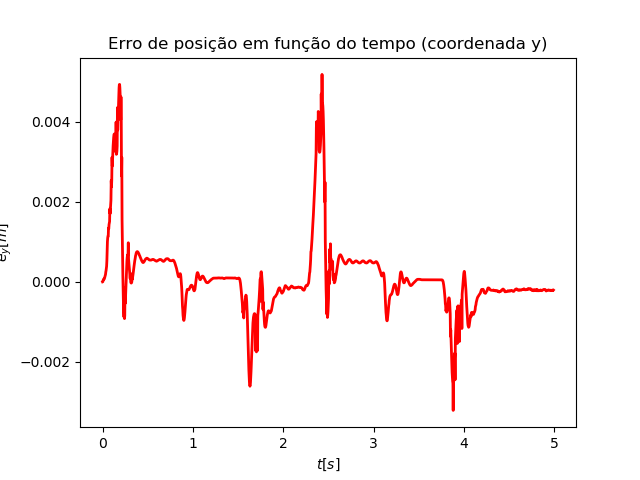 Erro de posição em função do tempo (coordenada y)
0.004
0.002
0.000
−0.002
e_y[m]
0 1 2 3 4 5
t[s]